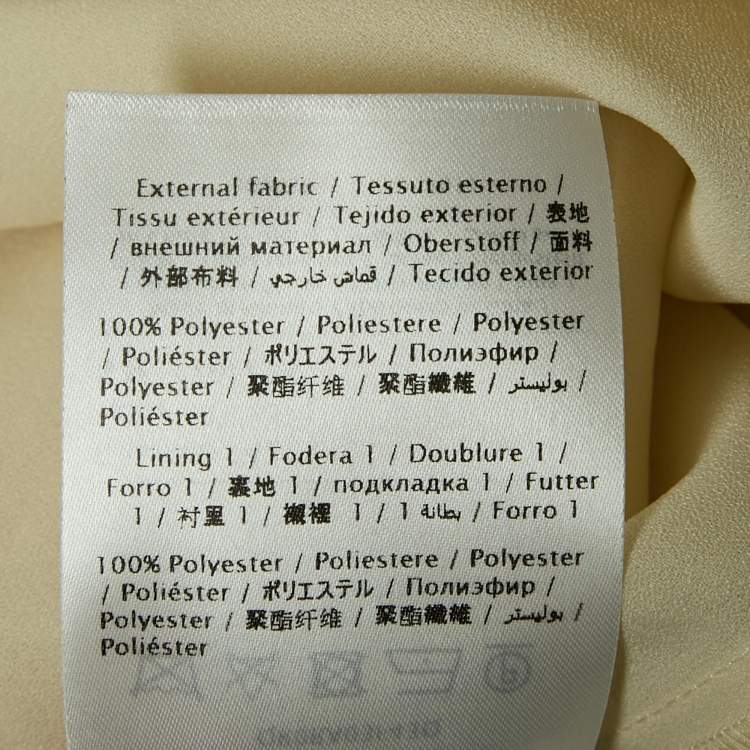 External fabric / Tessuto esterno /
Tissu extérieur / Tejido exterior / 表地
/ внешний материал / Oberstoff / 面料
/ 外部布料 / قماش خارجي / Tecido exterior
100% Polyester / Poliestere / Polyester
/ Poliéster / ポリエステル / Полиэфир /
Polyester / 聚酯纤维 / 聚酯纖維 / بوليستر /
Poliéster
Lining 1 / Fodera 1 / Doublure 1 /
Forro 1 / 裏地 1 / подкладка 1 / Futter
1 / 衬里 1 / 襯裡 1 / بطانة 1 / Forro 1
100% Polyester / Poliestere / Polyester
/ Poliéster / ポリエステル / Полиэфир /
Polyester / 聚酯纤维 / 聚酯纖維 / بوليستر /
Poliéster